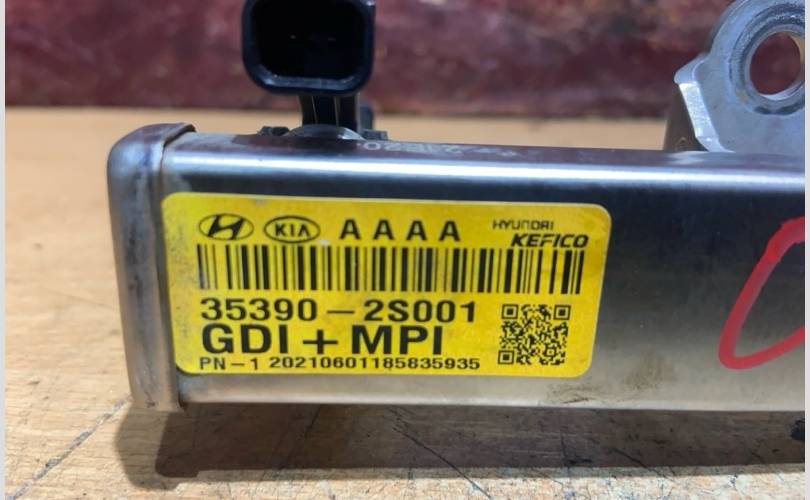 KIA AAAA HYUNDAI
KEFICO
35390-2S001
GDI+MPI
PN-1 20210601185835935